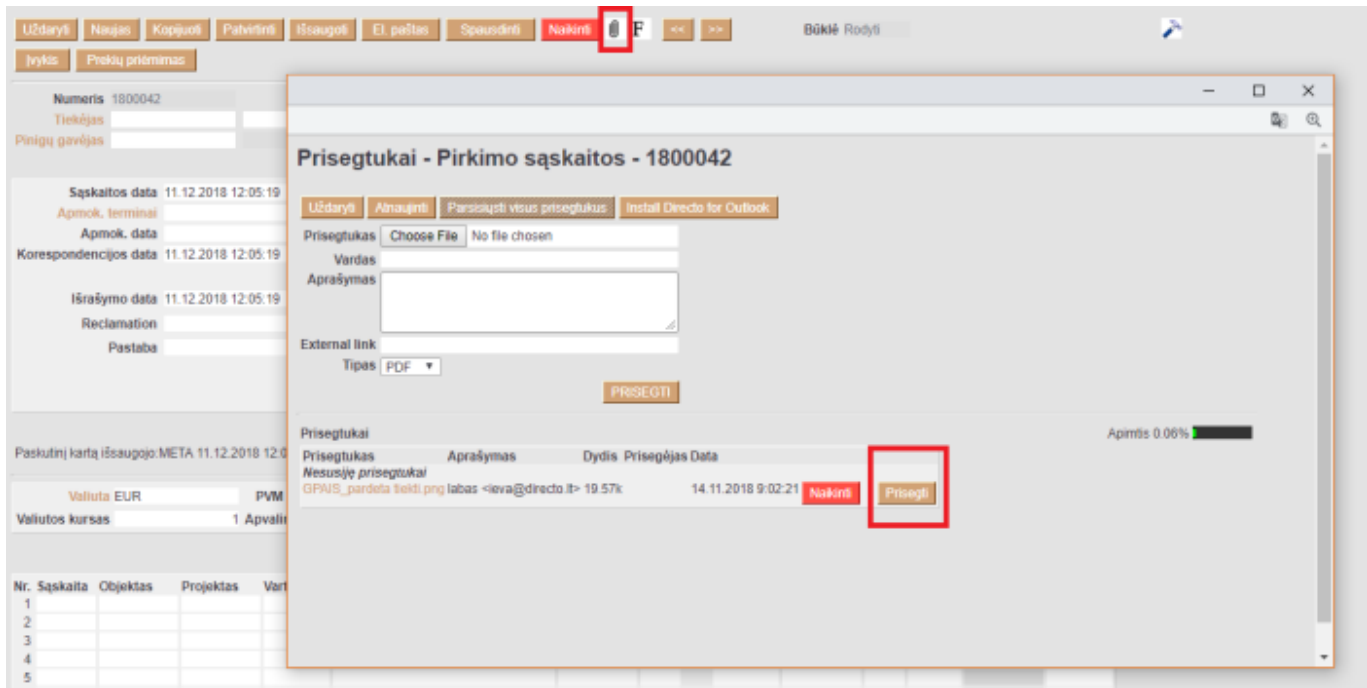 Uždaryti Naujas Kopijuoti Patvirtinti Išsaugoti El. paštas Spausdinti Naikinti F << >> Būklė Rodyti
Įvykis Prekių priėmimas
Numeris 1800042
Tiekėjas
Pinigų gavėjas
Prisegtukai - Pirkimo sąskaitos - 1800042
Sąskaitos data 11.12.2018 12:05:19
Uždaryti Atnaujinti Parsisiųsti visus prisegtukus Install Directo for Outlook
Apmok. terminai
Apmok. data
Prisegtukas Choose File No file chosen
Korespondencijos data 11.12.2018 12:05:19
Vardas
Aprašymas
Išrašymo data 11.12.2018 12:05:19
Reclamation
External link
Pastaba
Tipas PDF
PRISEGTI
Prisegtukai Apimtis 0.06%
Paskutinį kartą išsaugojo:META 11.12.2018 12:0
Prisegtukas Aprašymas Dydis Prisegėjas Data
Nesusiję prisegtukai
GPAIS_pardeta tiekti.png labas <ieva@directo.lt> 19.57k 14.11.2018 9:02:21 Naikinti Prisegti
Valiuta EUR PVM
Valiutos kursas 1 Apvalin
Nr. Sąskaita Objektas Projektas Vart
1
2
3
4
5